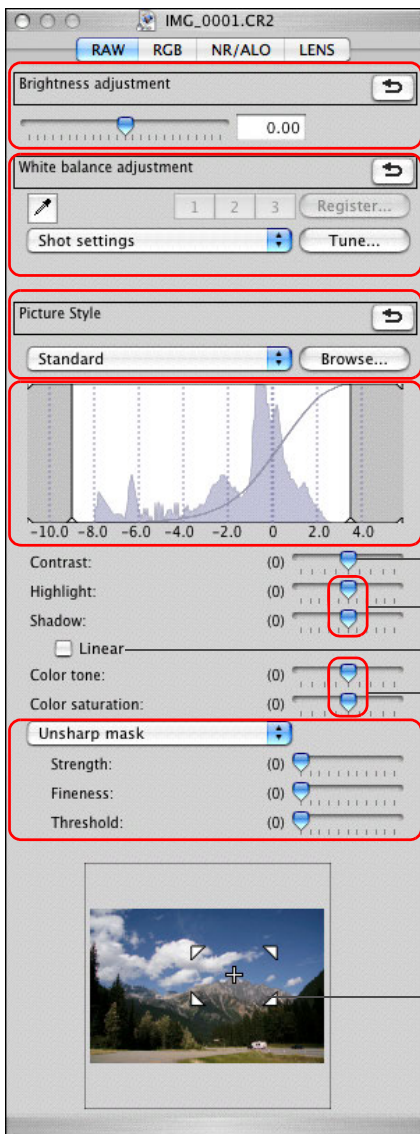 IMG_0001.CR2
RAW RGB NR/ALO LENS
Brightness adjustment
0.00
White balance adjustment
1 2 3 Register...
Shot settings Tune...
Picture Style
Standard Browse...
-10.0 -8.0 -6.0 -4.0 -2.0 0 2.0 4.0
Contrast: (0)
Highlight: (0)
Shadow: (0)
Linear
Color tone: (0)
Color saturation: (0)
Unsharp mask
Strength: (0)
Fineness: (0)
Threshold: (0)